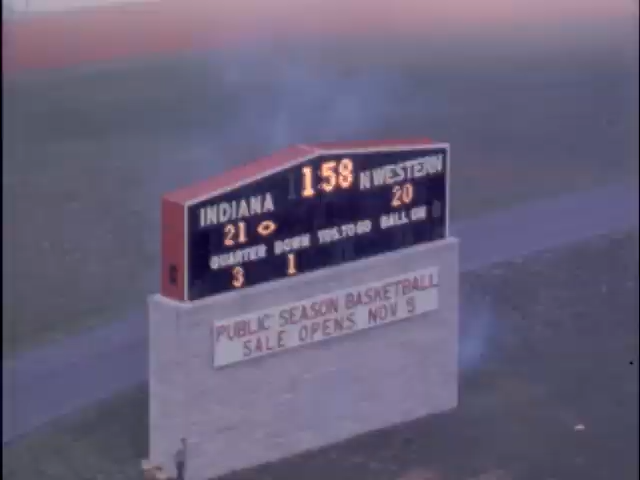 1:58
INDIANA N WESTERN
21 20
QUARTER DOWN YDS. TO GO BALL ON
3 1
PUBLIC SEASON BASKETBALL
SALE OPENS NOV 5